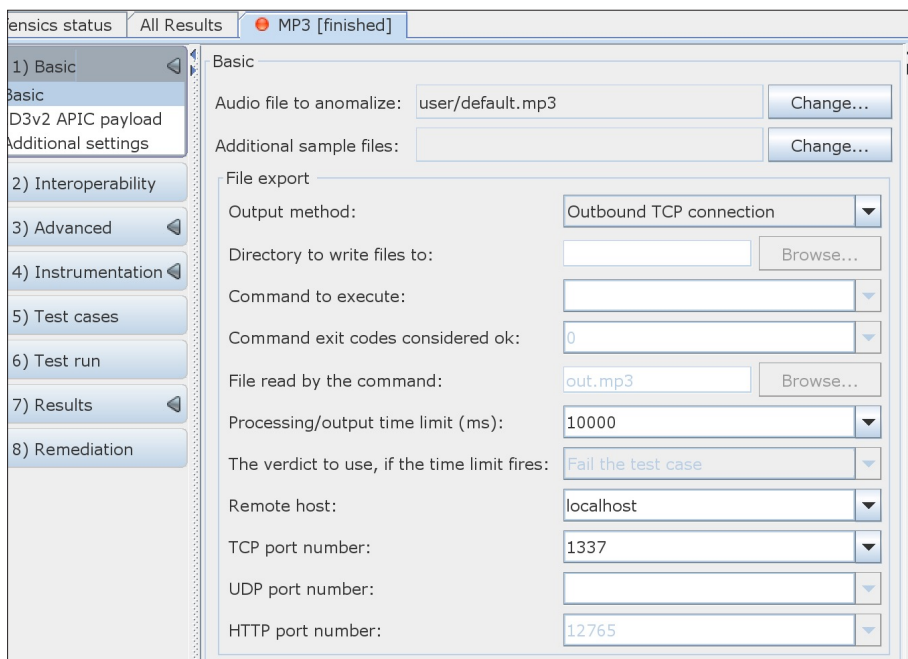 ensics status
All Results
MP3 [finished]
1) Basic
Basic
D3v2 APIC payload
Additional settings
2) Interoperability
3) Advanced
4) Instrumentation
5) Test cases
6) Test run
7) Results
8) Remediation
Basic
Audio file to anomalize: user/default.mp3 Change...
Additional sample files: Change...
File export
Output method: Outbound TCP connection
Directory to write files to: Browse...
Command to execute:
Command exit codes considered ok: 0
File read by the command: out.mp3 Browse...
Processing/output time limit (ms): 10000
The verdict to use, if the time limit fires: Fail the test case
Remote host: localhost
TCP port number: 1337
UDP port number:
HTTP port number: 12765